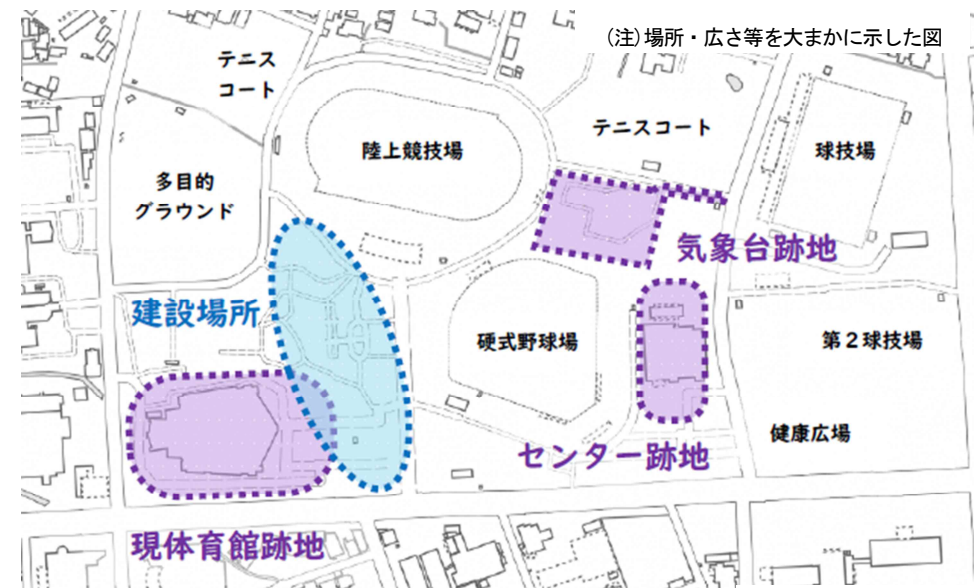 (注)場所・広さ等を大まかに示した図
テニス
コート
陸上競技場
テニスコート
球技場
多目的
グラウンド
気象台跡地
建設場所
硬式野球場
第2球技場
健康広場
センター跡地
現体育館跡地